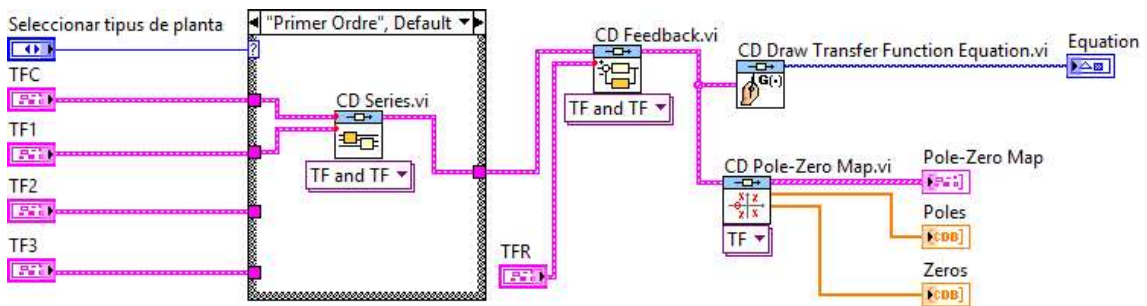 Seleccionar tipus de planta
TFC
TF1
TF2
TF3
"Primer Ordre", Default
?
CD Series.vi
TF and TF
CD Feedback.vi
TF and TF
TFR
CD Draw Transfer Function Equation.vi
G(·)
Equation
CD Pole-Zero Map.vi
TF
Pole-Zero Map
Poles
CDB
Zeros
CDB